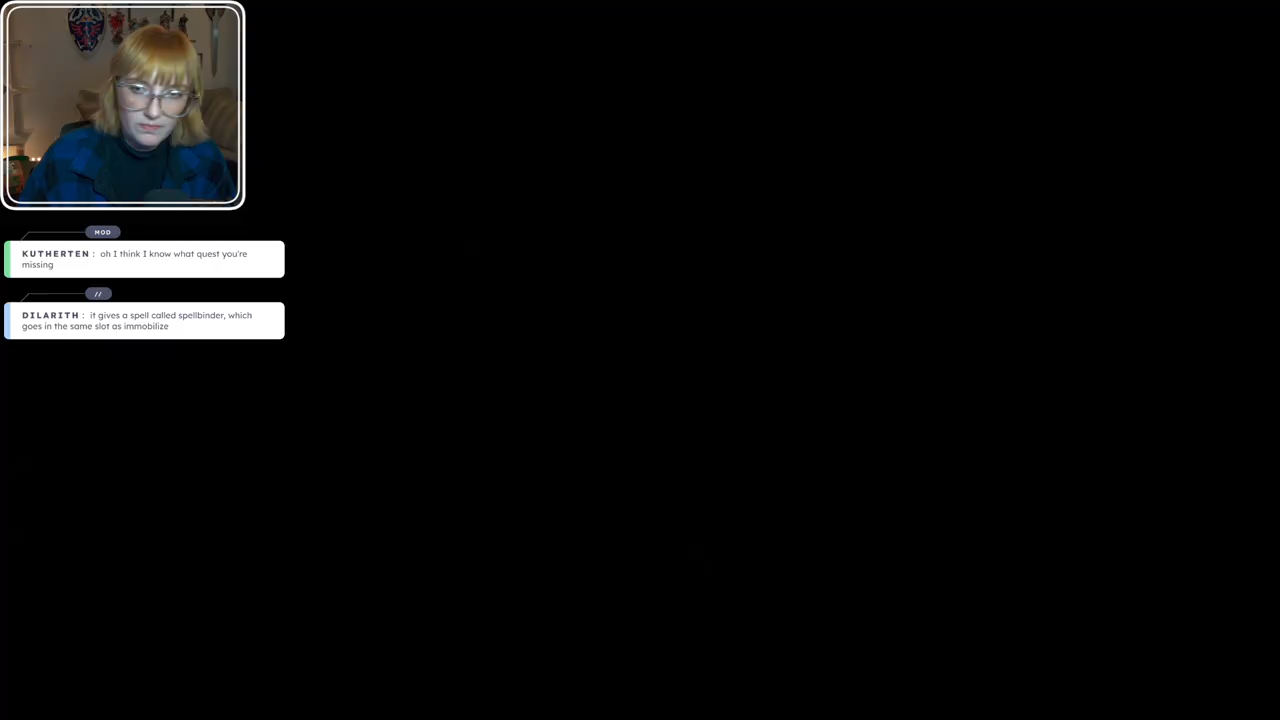 MOD
KUTHERTEN : oh I think I know what quest you're
missing
//
DILARITH : it gives a spell called spellbinder, which
goes in the same slot as immobilize